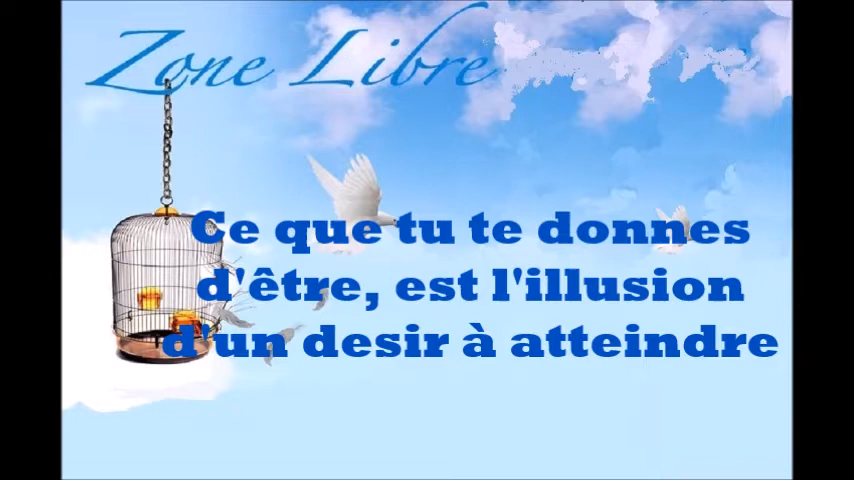 Zone Libre
Ce que tu te donnes
d'être, est l'illusion
d'un desir à atteindre